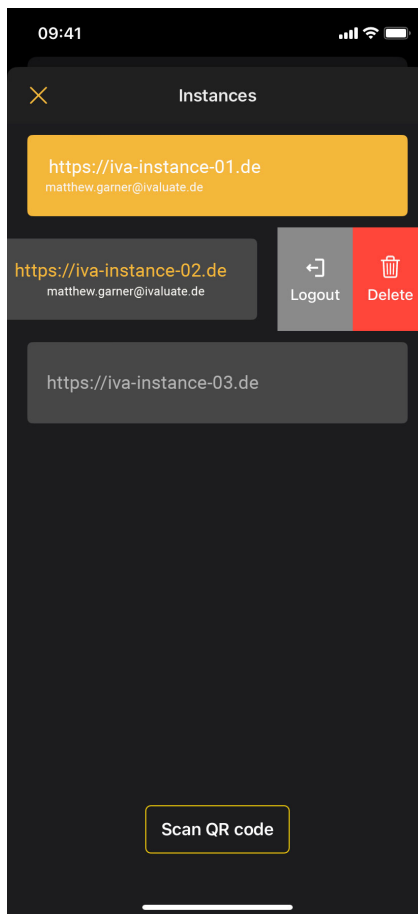 09:41
Instances
https://iva-instance-01.de
matthew.garner@ivaluate.de
https://iva-instance-02.de
matthew.garner@ivaluate.de
Logout
Delete
https://iva-instance-03.de
Scan QR code